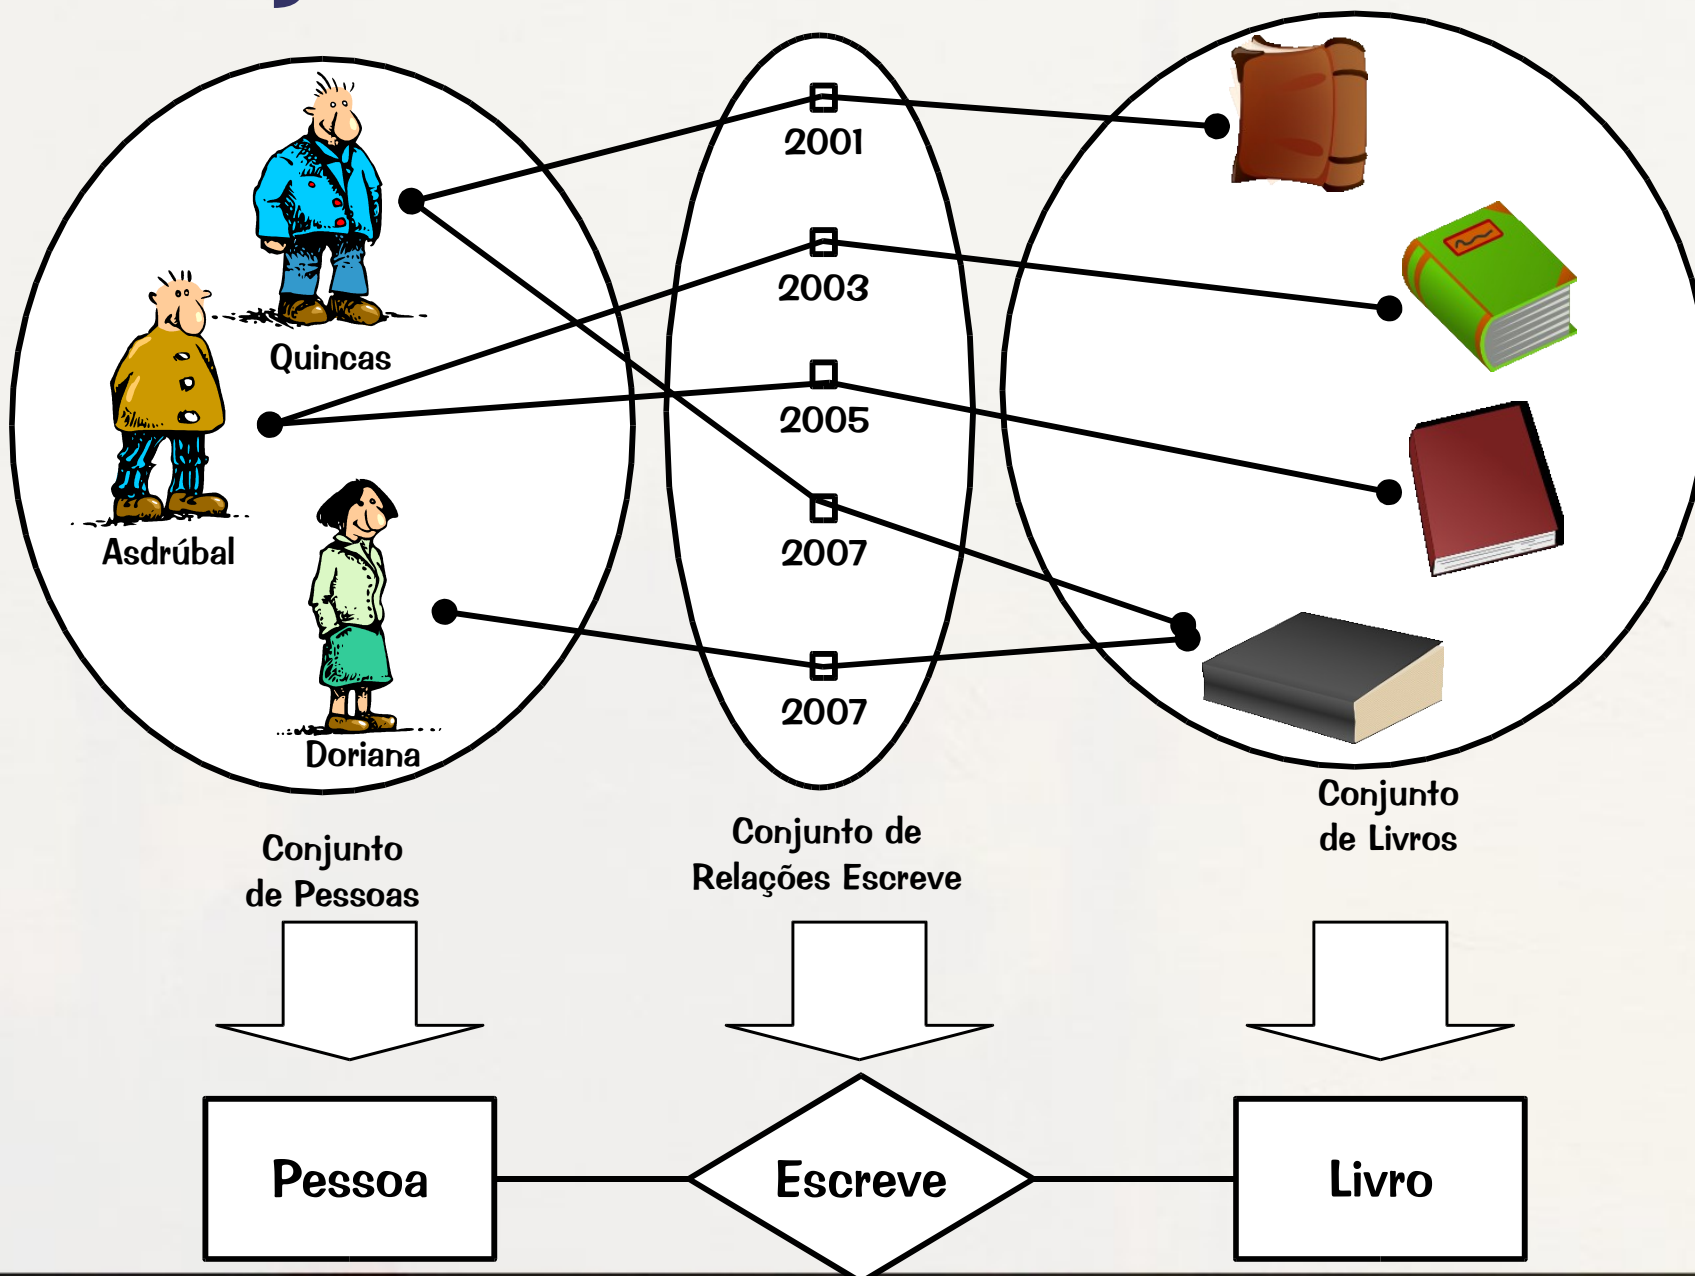 Quincas
Asdrúbal
Doriana
2001
2003
2005
2007
2007
Conjunto
de Pessoas
Conjunto de
Relações Escreve
Conjunto
de Livros
Pessoa
Escreve
Livro